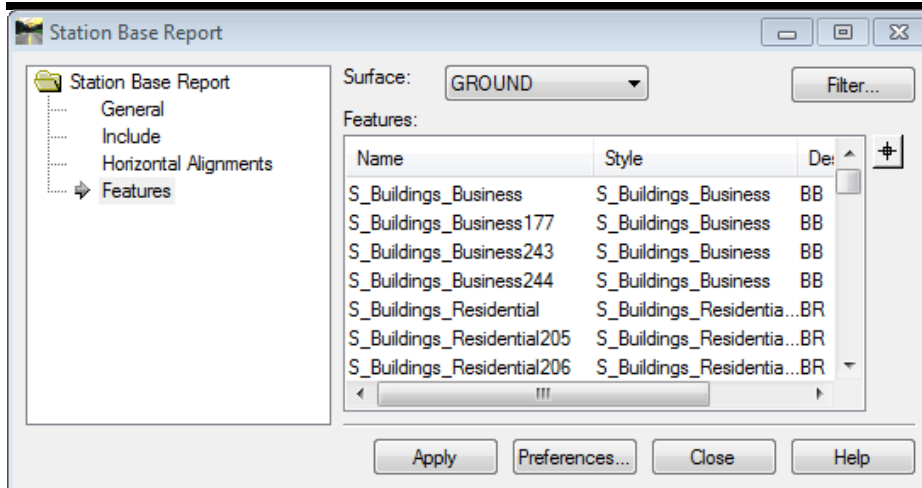 Station Base Report
Station Base Report
General
Include
Horizontal Alignments
Features
Surface: GROUND Filter...
Features:
Name Style Des
S_Buildings_Business S_Buildings_Business BB
S_Buildings_Business177 S_Buildings_Business BB
S_Buildings_Business243 S_Buildings_Business BB
S_Buildings_Business244 S_Buildings_Business BB
S_Buildings_Residential S_Buildings_Residentia...BR
S_Buildings_Residential205 S_Buildings_Residentia...BR
S_Buildings_Residential206 S_Buildings_Residentia...BR
Apply Preferences... Close Help